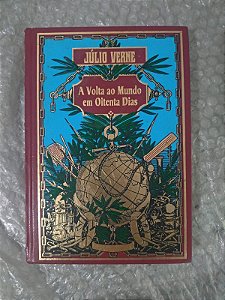 JÚLIO VERNE
A Volta ao Mundo
em Oitenta Dias